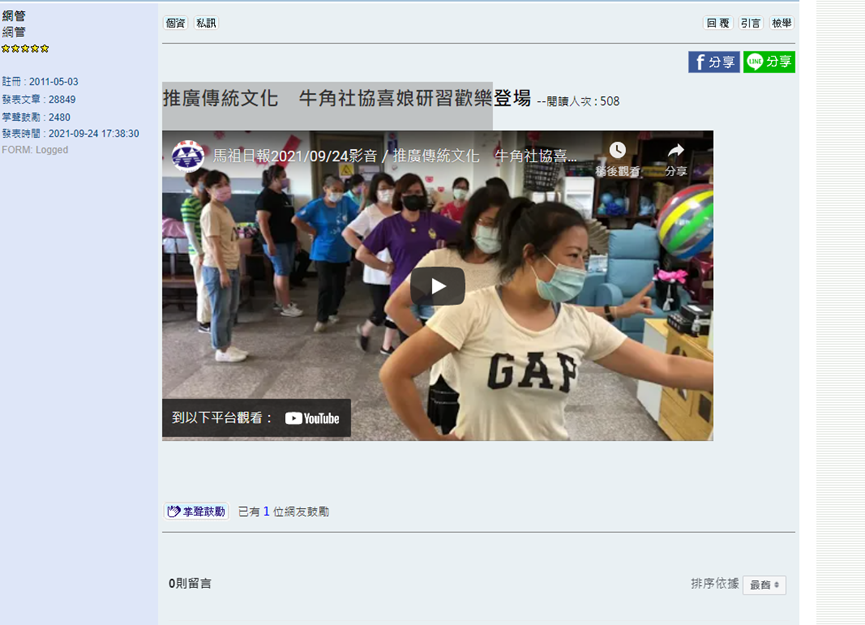 網管
網管
註冊 : 2011-05-03
發表文章 : 28849
掌聲鼓勵 : 2480
發表時間 : 2021-09-24 17:38:30
FORM: Logged
個資 私訊
回覆 引言 檢舉
分享 LINE 分享
推廣傳統文化　牛角社協喜娘研習歡樂登場 --閱讀人次 : 508
馬祖日報2021/09/24影音 / 推廣傳統文化　牛角社協喜...
稍後觀看 分享
GAP
到以下平台觀看： YouTube
掌聲鼓勵 已有 1 位網友鼓勵
0則留言
排序依據 最舊